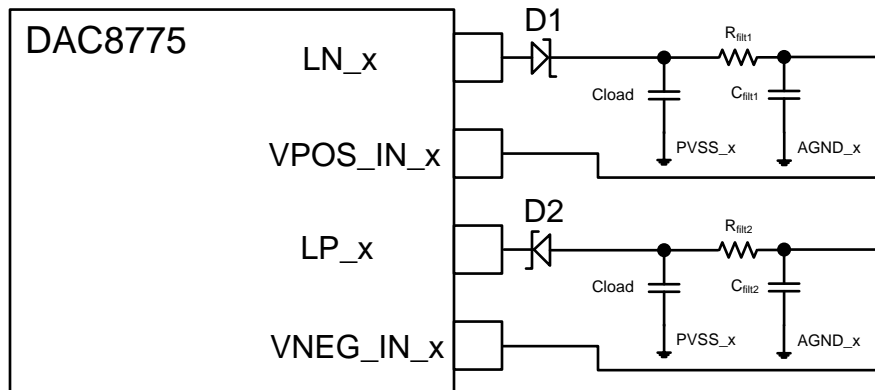 DAC8775
D1
LN_x
Rfilt1
Cload
Cfilt1
PVSS_x
AGND_x
VPOS_IN_x
D2
LP_x
Rfilt2
Cload
Cfilt2
PVSS_x
AGND_x
VNEG_IN_x